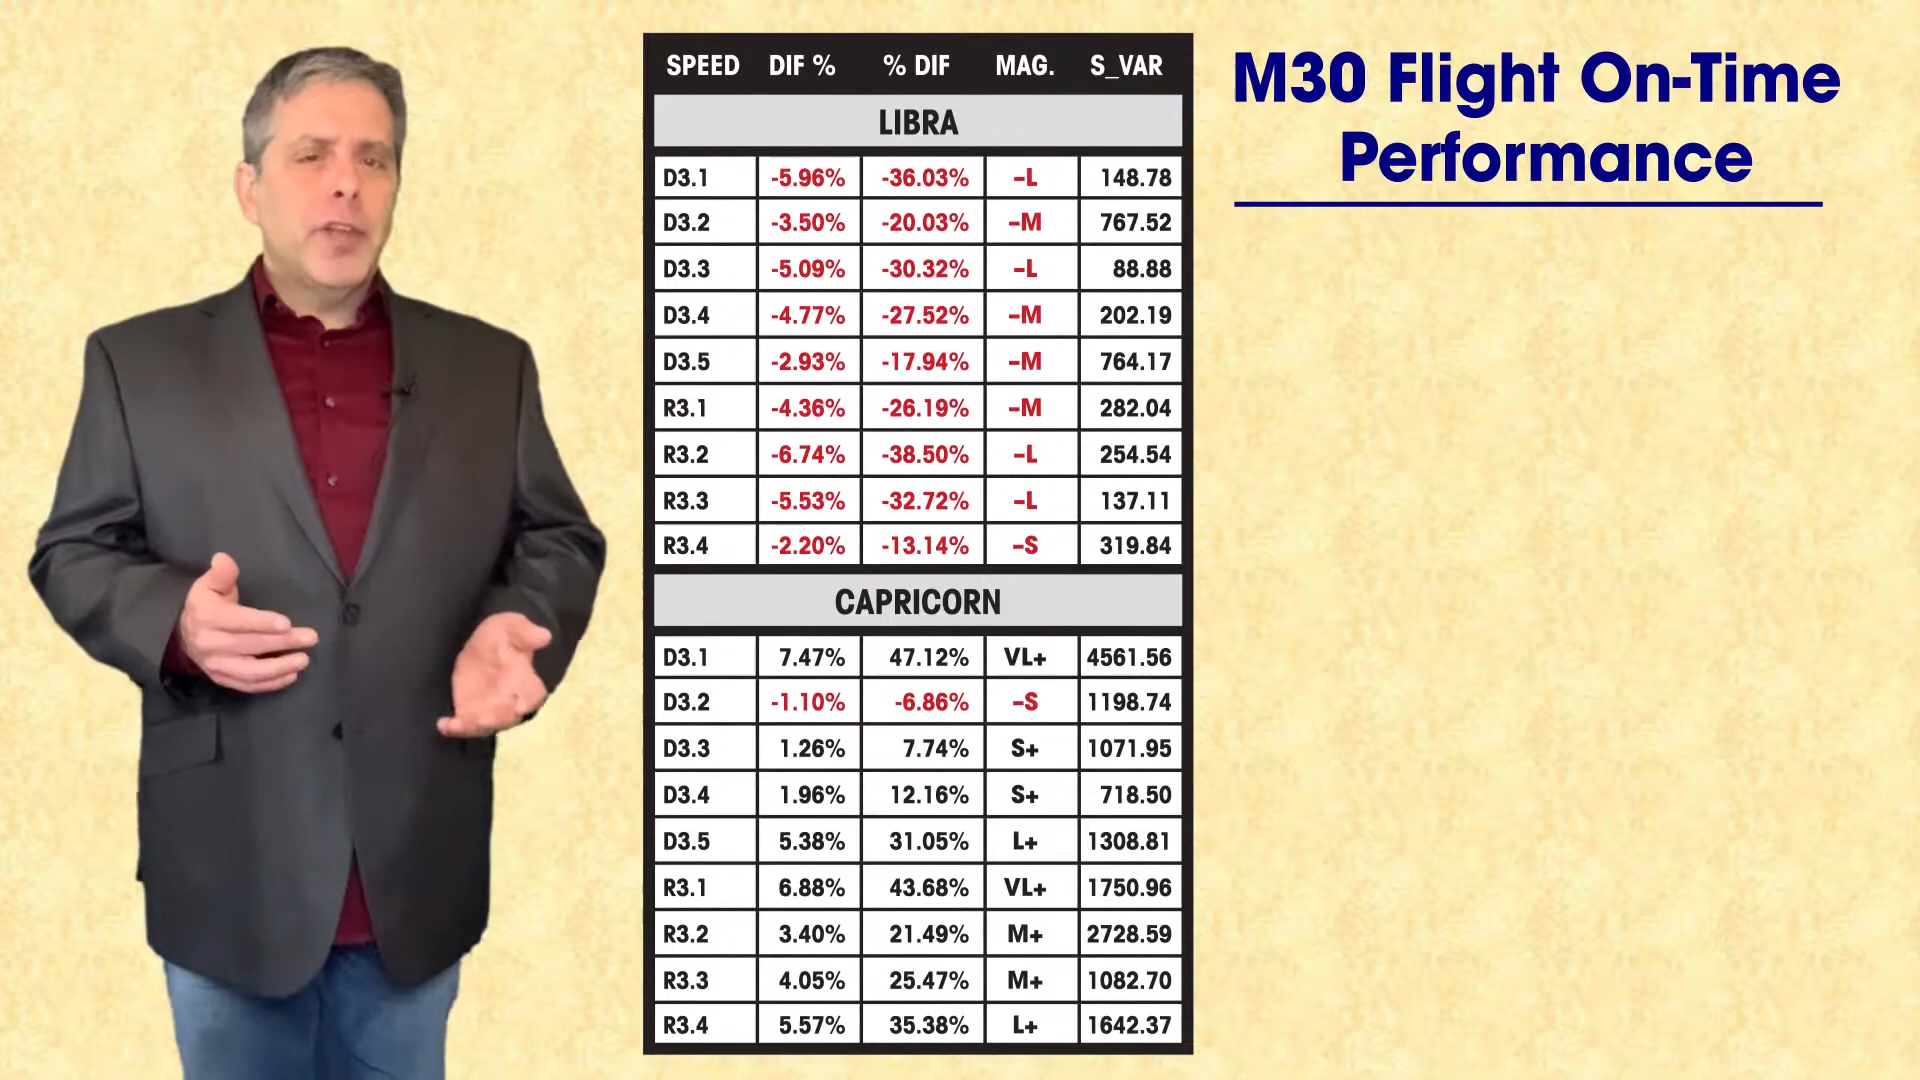 SPEED DIF % % DIF MAG. S_VAR
LIBRA
D3.1 -5.96% -36.03% –L 148.78
D3.2 -3.50% -20.03% –M 767.52
D3.3 -5.09% -30.32% –L 88.88
D3.4 -4.77% -27.52% –M 202.19
D3.5 -2.93% -17.94% –M 764.17
R3.1 -4.36% -26.19% –M 282.04
R3.2 -6.74% -38.50% –L 254.54
R3.3 -5.53% -32.72% –L 137.11
R3.4 -2.20% -13.14% –S 319.84
CAPRICORN
D3.1 7.47% 47.12% VL+ 4561.56
D3.2 -1.10% -6.86% –S 1198.74
D3.3 1.26% 7.74% S+ 1071.95
D3.4 1.96% 12.16% S+ 718.50
D3.5 5.38% 31.05% L+ 1308.81
R3.1 6.88% 43.68% VL+ 1750.96
R3.2 3.40% 21.49% M+ 2728.59
R3.3 4.05% 25.47% M+ 1082.70
R3.4 5.57% 35.38% L+ 1642.37
M30 Flight On-Time
Performance